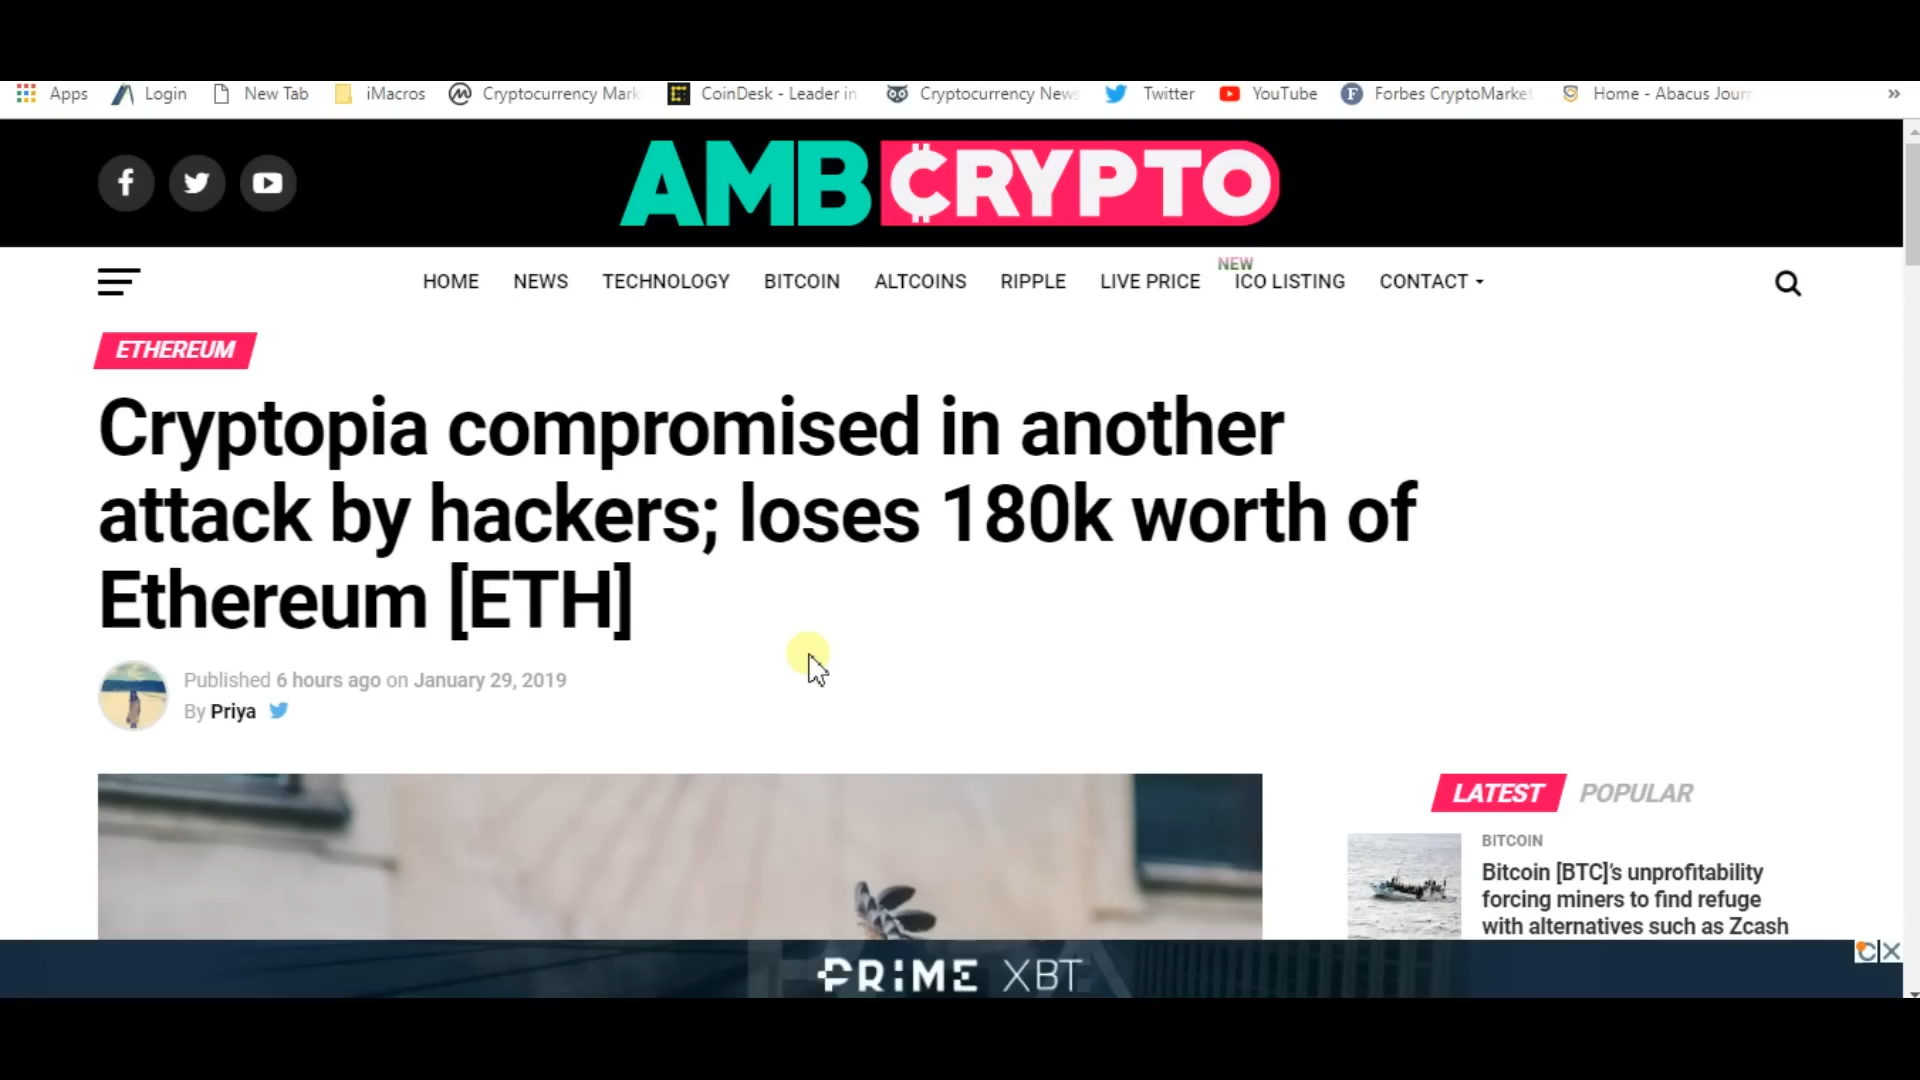 Apps Login New Tab iMacros Cryptocurrency Mark CoinDesk - Leader in Cryptocurrency News Twitter YouTube Forbes CryptoMarket Home - Abacus Journ »
AMBCRYPTO
NEW
HOME NEWS TECHNOLOGY BITCOIN ALTCOINS RIPPLE LIVE PRICE ICO LISTING CONTACT
ETHEREUM
Cryptopia compromised in another
attack by hackers; loses 180k worth of
Ethereum [ETH]
Published 6 hours ago on January 29, 2019
By Priya
LATEST POPULAR
BITCOIN
Bitcoin [BTC]'s unprofitability
forcing miners to find refuge
with alternatives such as Zcash
PRIME XBT